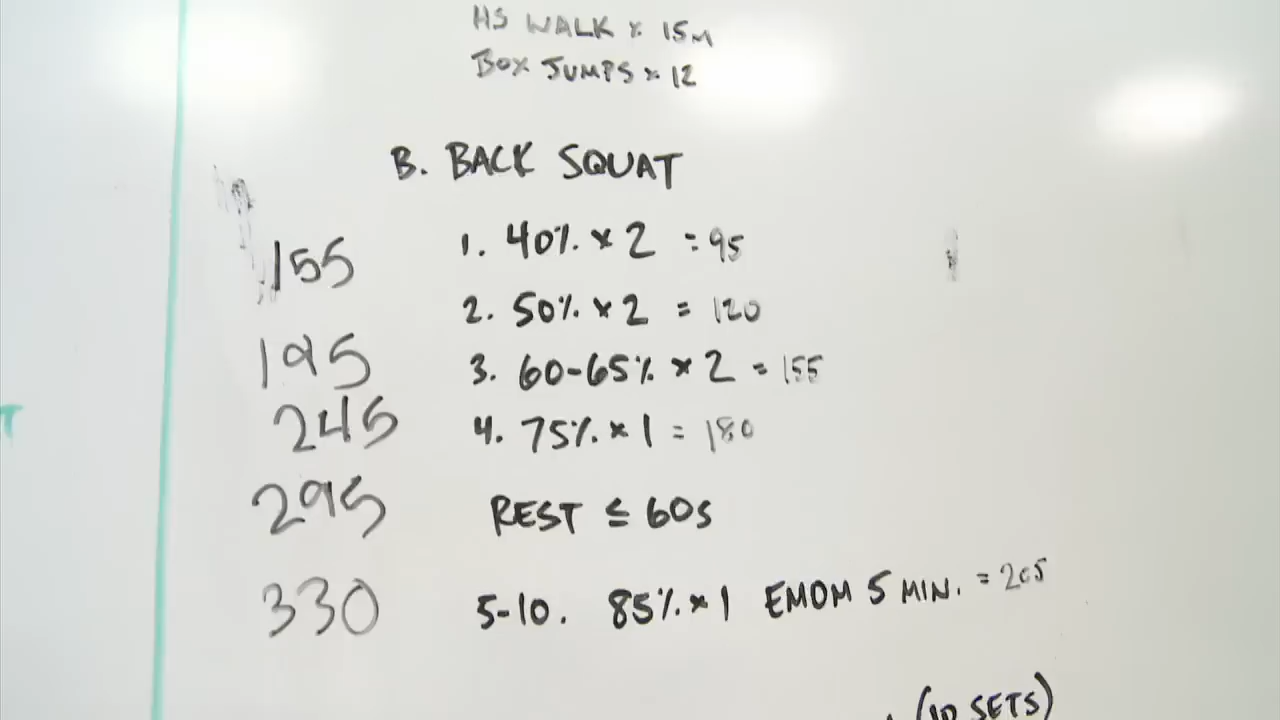 HS WALK x 15M
BOX JUMPS x 12
B. BACK SQUAT
155 1. 40% x 2 = 95
2. 50% x 2 = 120
195 3. 60-65% x 2 = 155
245 4. 75% x 1 = 180
295 REST ≤ 60S
330 5-10. 85% x 1 EMOM 5 MIN. = 205
(10 SETS)
T